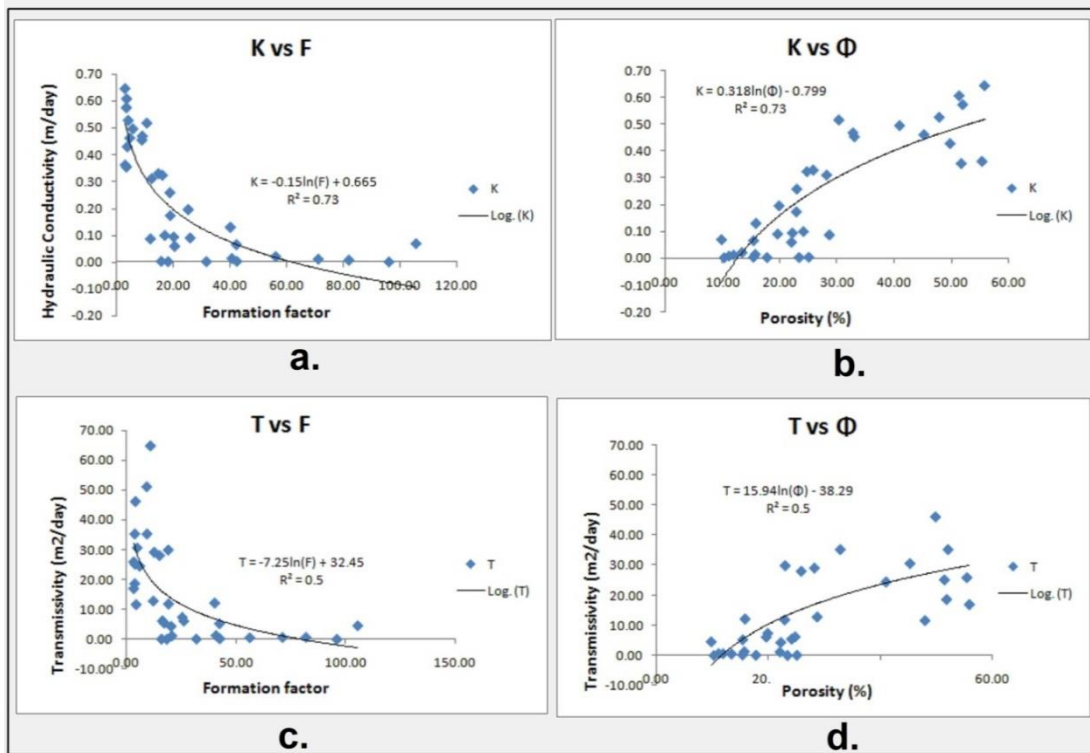 K vs F
0.70
0.60
0.50
0.40
0.30
0.20
0.10
0.00
-0.10
-0.20
0.00 20.00 40.00 60.00 80.00 100.00 120.00
Hydraulic Conductivity (m/day)
Formation factor
K = -0.15ln(F) + 0.665
R² = 0.73
K
Log. (K)
a.
K vs Φ
0.70
0.60
0.50
0.40
0.30
0.20
0.10
0.00
-0.10
-0.20
0.00 10.00 20.00 30.00 40.00 50.00 60.00
Porosity (%)
K = 0.318ln(Φ) - 0.799
R² = 0.73
K
Log. (K)
b.
T vs F
70.00
60.00
50.00
40.00
30.00
20.00
10.00
0.00
-10.00
0.00 50.00 100.00 150.00
Transmissivity (m2/day)
Formation factor
T = -7.25ln(F) + 32.45
R² = 0.5
T
Log. (T)
c.
T vs Φ
70.00
60.00
50.00
40.00
30.00
20.00
10.00
0.00
-10.00
0.00 20. 60.00
Transmissivity (m2/day)
Porosity (%)
T = 15.94ln(Φ) - 38.29
R² = 0.5
T
Log. (T)
d.